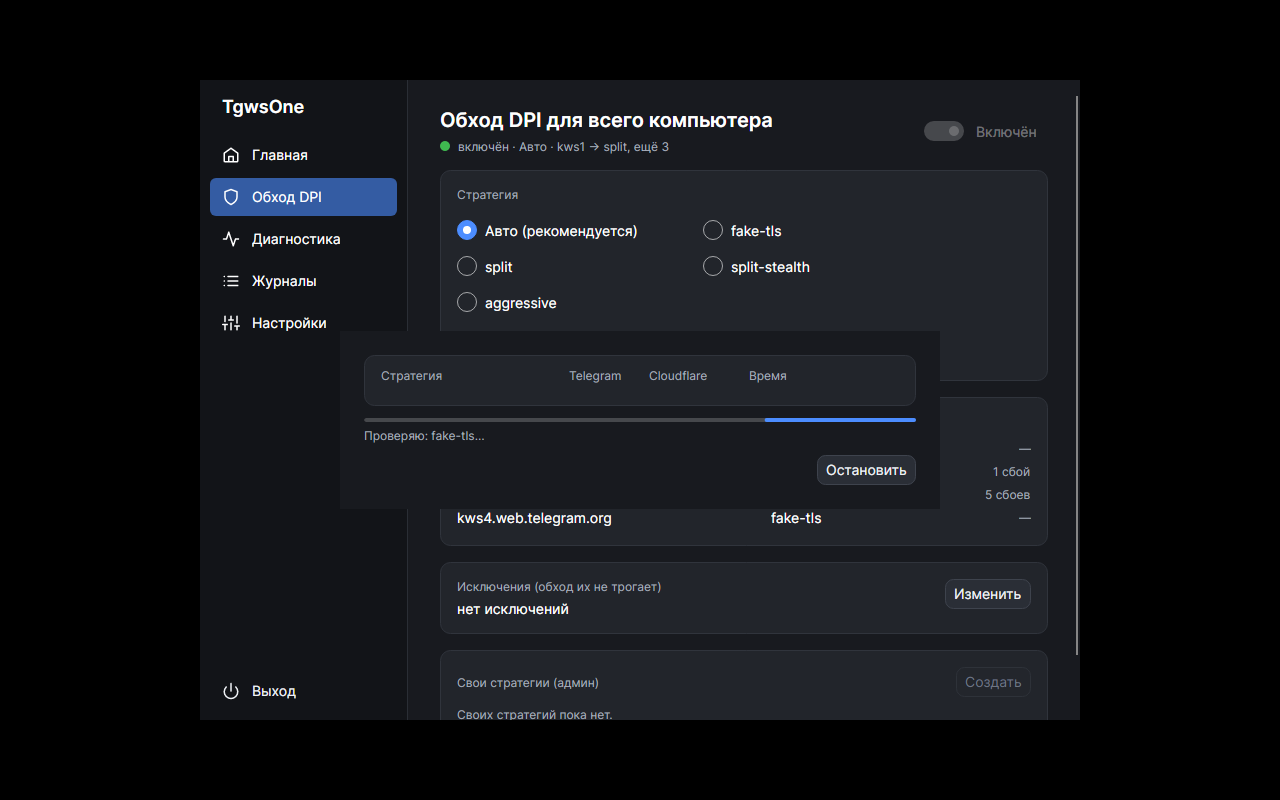 TgwsOne
Главная
Обход DPI
Диагностика
Журналы
Настройки
Выход
Обход DPI для всего компьютера
включён · Авто · kws1 → split, ещё 3
Включён
Стратегия
Авто (рекомендуется) fake-tls
split split-stealth
aggressive
Стратегия Telegram Cloudflare Время
Проверяю: fake-tls...
Остановить
—
1 сбой
5 сбоев
kws4.web.telegram.org fake-tls —
Исключения (обход их не трогает)
нет исключений
Изменить
Свои стратегии (админ)
Создать
Своих стратегий пока нет.